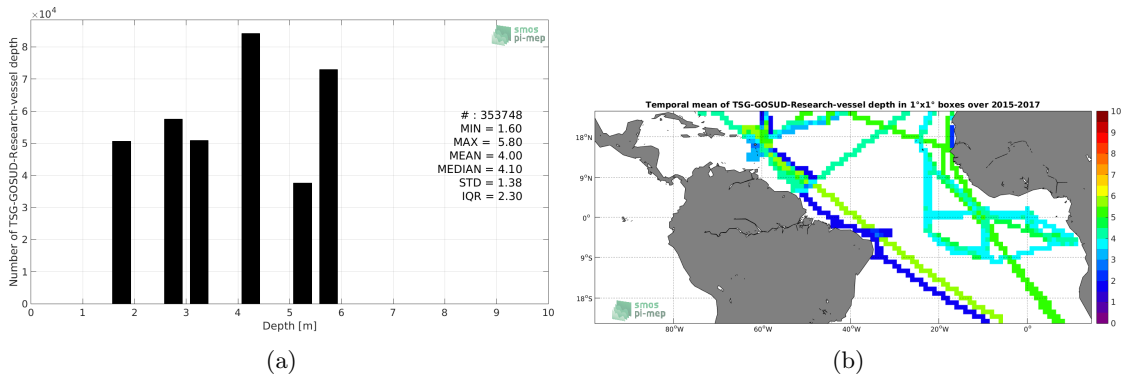 ×10⁴
8
7
6
5
4
3
2
1
0
Number of TSG-GOSUD-Research-vessel depth
smos
pi-mep
# : 353748
MIN = 1.60
MAX = 5.80
MEAN = 4.00
MEDIAN = 4.10
STD = 1.38
IQR = 2.30
0 1 2 3 4 5 6 7 8 9 10
Depth [m]
(a)
Temporal mean of TSG-GOSUD-Research-vessel depth in 1°x1° boxes over 2015-2017
18°N
9°N
0°
9°S
18°S
80°W 60°W 40°W 20°W 0°
smos
pi-mep
10
9
8
7
6
5
4
3
2
1
0
(b)